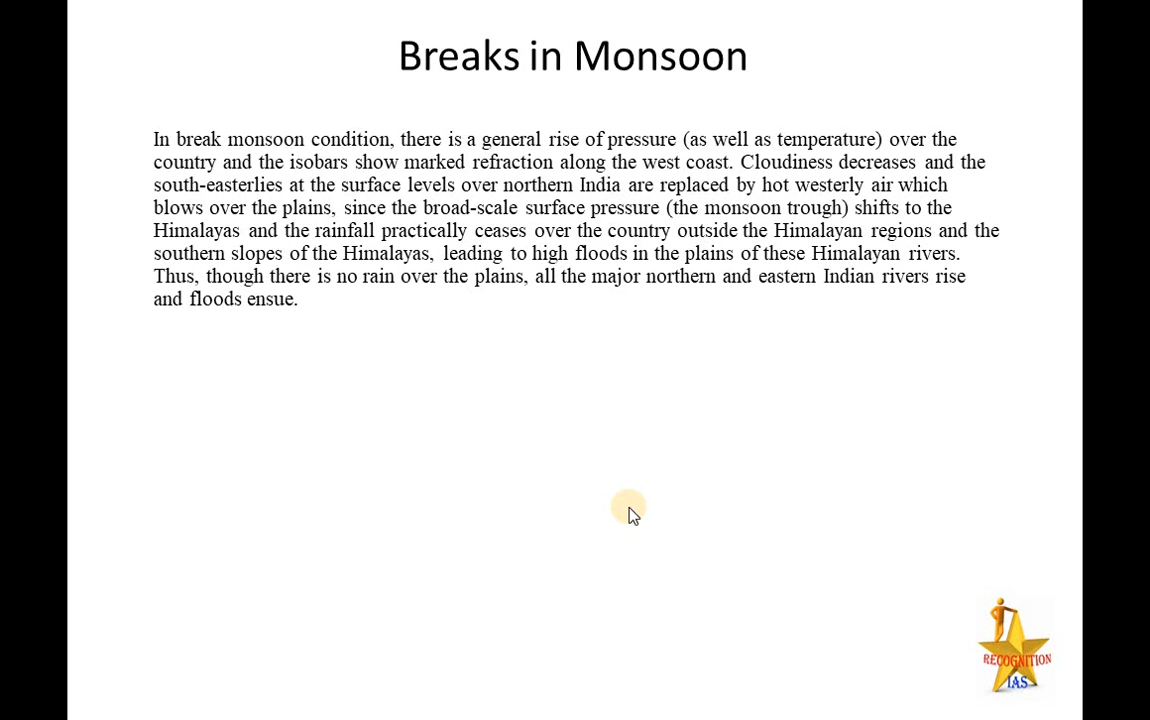 Breaks in Monsoon
In break monsoon condition, there is a general rise of pressure (as well as temperature) over the
country and the isobars show marked refraction along the west coast. Cloudiness decreases and the
south-easterlies at the surface levels over northern India are replaced by hot westerly air which
blows over the plains, since the broad-scale surface pressure (the monsoon trough) shifts to the
Himalayas and the rainfall practically ceases over the country outside the Himalayan regions and the
southern slopes of the Himalayas, leading to high floods in the plains of these Himalayan rivers.
Thus, though there is no rain over the plains, all the major northern and eastern Indian rivers rise
and floods ensue.
RECOGNITION
IAS